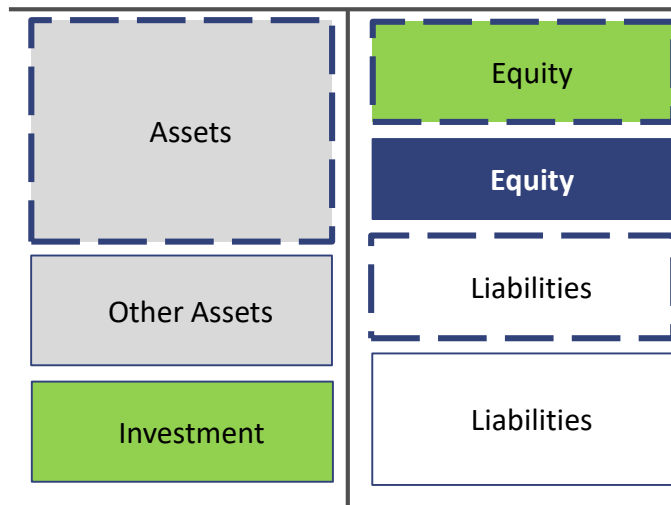 Assets
Other Assets
Investment
Equity
Equity
Liabilities
Liabilities